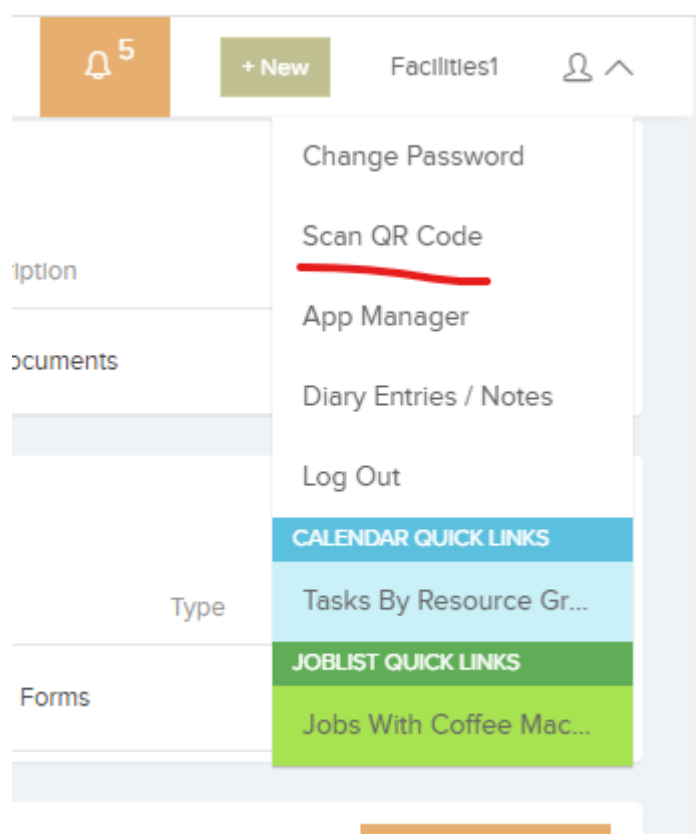 5
+ New
Facilities1
Change Password
Scan QR Code
ription
App Manager
ocuments
Diary Entries / Notes
Log Out
CALENDAR QUICK LINKS
Type
Tasks By Resource Gr...
JOBLIST QUICK LINKS
Forms
Jobs With Coffee Mac...